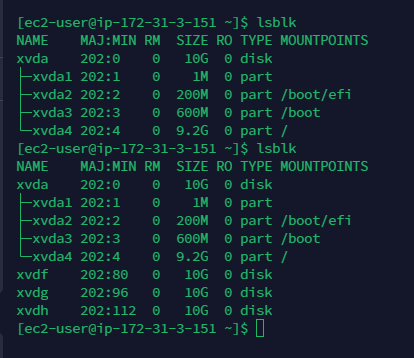 [ec2-user@ip-172-31-3-151 ~]$ lsblk
NAME    MAJ:MIN RM  SIZE RO TYPE MOUNTPOINTS
xvda    202:0    0   10G  0 disk
├─xvda1 202:1    0    1M  0 part
├─xvda2 202:2    0  200M  0 part /boot/efi
├─xvda3 202:3    0  600M  0 part /boot
└─xvda4 202:4    0  9.2G  0 part /
[ec2-user@ip-172-31-3-151 ~]$ lsblk
NAME    MAJ:MIN RM  SIZE RO TYPE MOUNTPOINTS
xvda    202:0    0   10G  0 disk
├─xvda1 202:1    0    1M  0 part
├─xvda2 202:2    0  200M  0 part /boot/efi
├─xvda3 202:3    0  600M  0 part /boot
└─xvda4 202:4    0  9.2G  0 part /
xvdf    202:80   0   10G  0 disk
xvdg    202:96   0   10G  0 disk
xvdh    202:112  0   10G  0 disk
[ec2-user@ip-172-31-3-151 ~]$